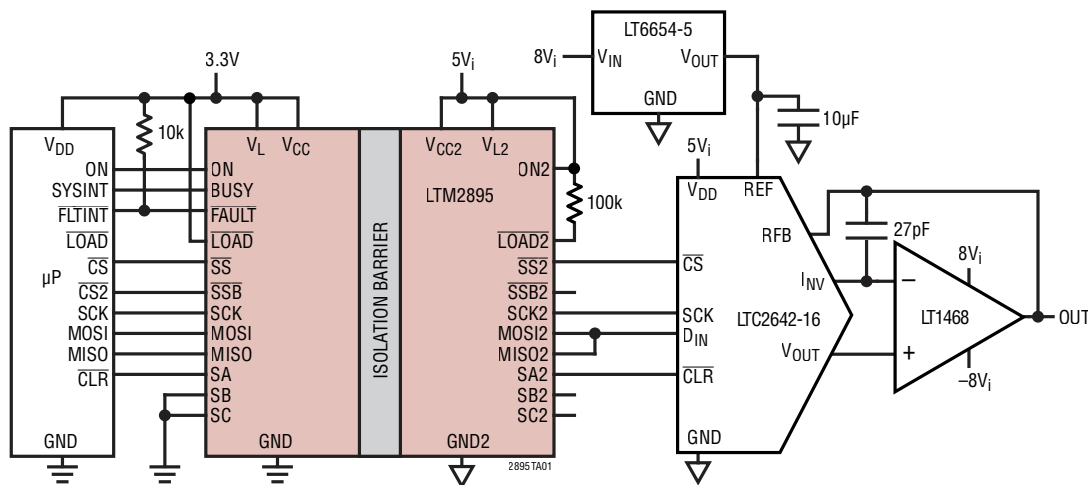 LT6654-5
8Vi
VIN
VOUT
GND
3.3V
5Vi
10µF
VDD
10k
VL
VCC
VCC2
VL2
5Vi
VDD
REF
ON
ON
LTM2895
ON2
SYSINT
BUSY
100k
FLTINT
FAULT
RFB
27pF
LOAD
LOAD
LOAD2
8Vi
µP
CS
SS
ISOLATION BARRIER
SS2
CS
INV
–
CS2
SSB
SSB2
SCK
SCK
SCK2
SCK
LTC2642-16
LT1468
OUT
MOSI
MOSI
MOSI2
DIN
MISO
MISO
MISO2
VOUT
+
CLR
SA
SA2
CLR
–8Vi
SB
SB2
SC
SC2
GND
GND
GND2
GND
2895 TA01